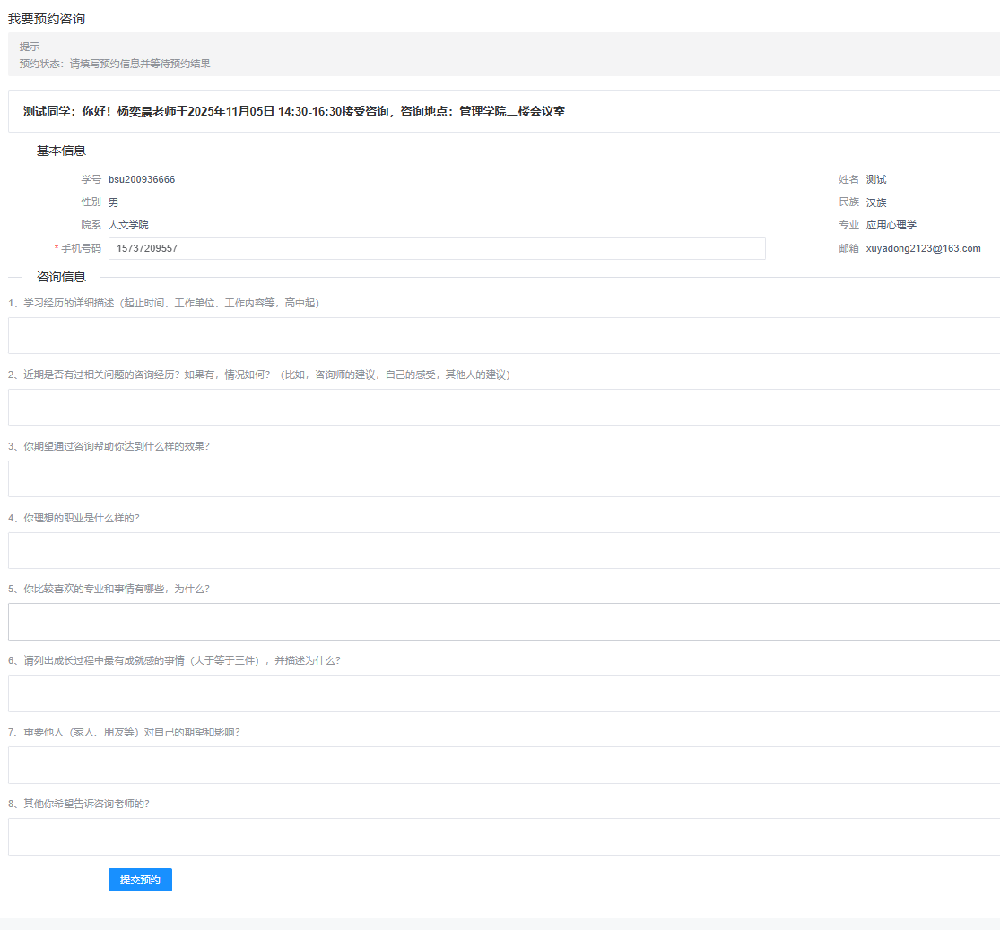 我要预约咨询
提示
预约状态：请填写预约信息并等待预约结果
测试同学：你好！杨奕晨老师于2025年11月05日 14:30-16:30接受咨询，咨询地点：管理学院二楼会议室
基本信息
学号 bsu200936666 姓名 测试
性别 男 民族 汉族
院系 人文学院 专业 应用心理学
* 手机号码 15737209557 邮箱 xuyadong2123@163.com
咨询信息
1、学习经历的详细描述（起止时间、工作单位、工作内容等，高中起）
2、近期是否有过相关问题的咨询经历？如果有，情况如何？（比如，咨询师的建议，自己的感受，其他人的建议）
3、你期望通过咨询帮助你达到什么样的效果？
4、你理想的职业是什么样的？
5、你比较喜欢的专业和事情有哪些，为什么？
6、请列出成长过程中最有成就感的事情（大于等于三件），并描述为什么？
7、重要他人（家人、朋友等）对自己的期望和影响？
8、其他你希望告诉咨询老师的？
提交预约